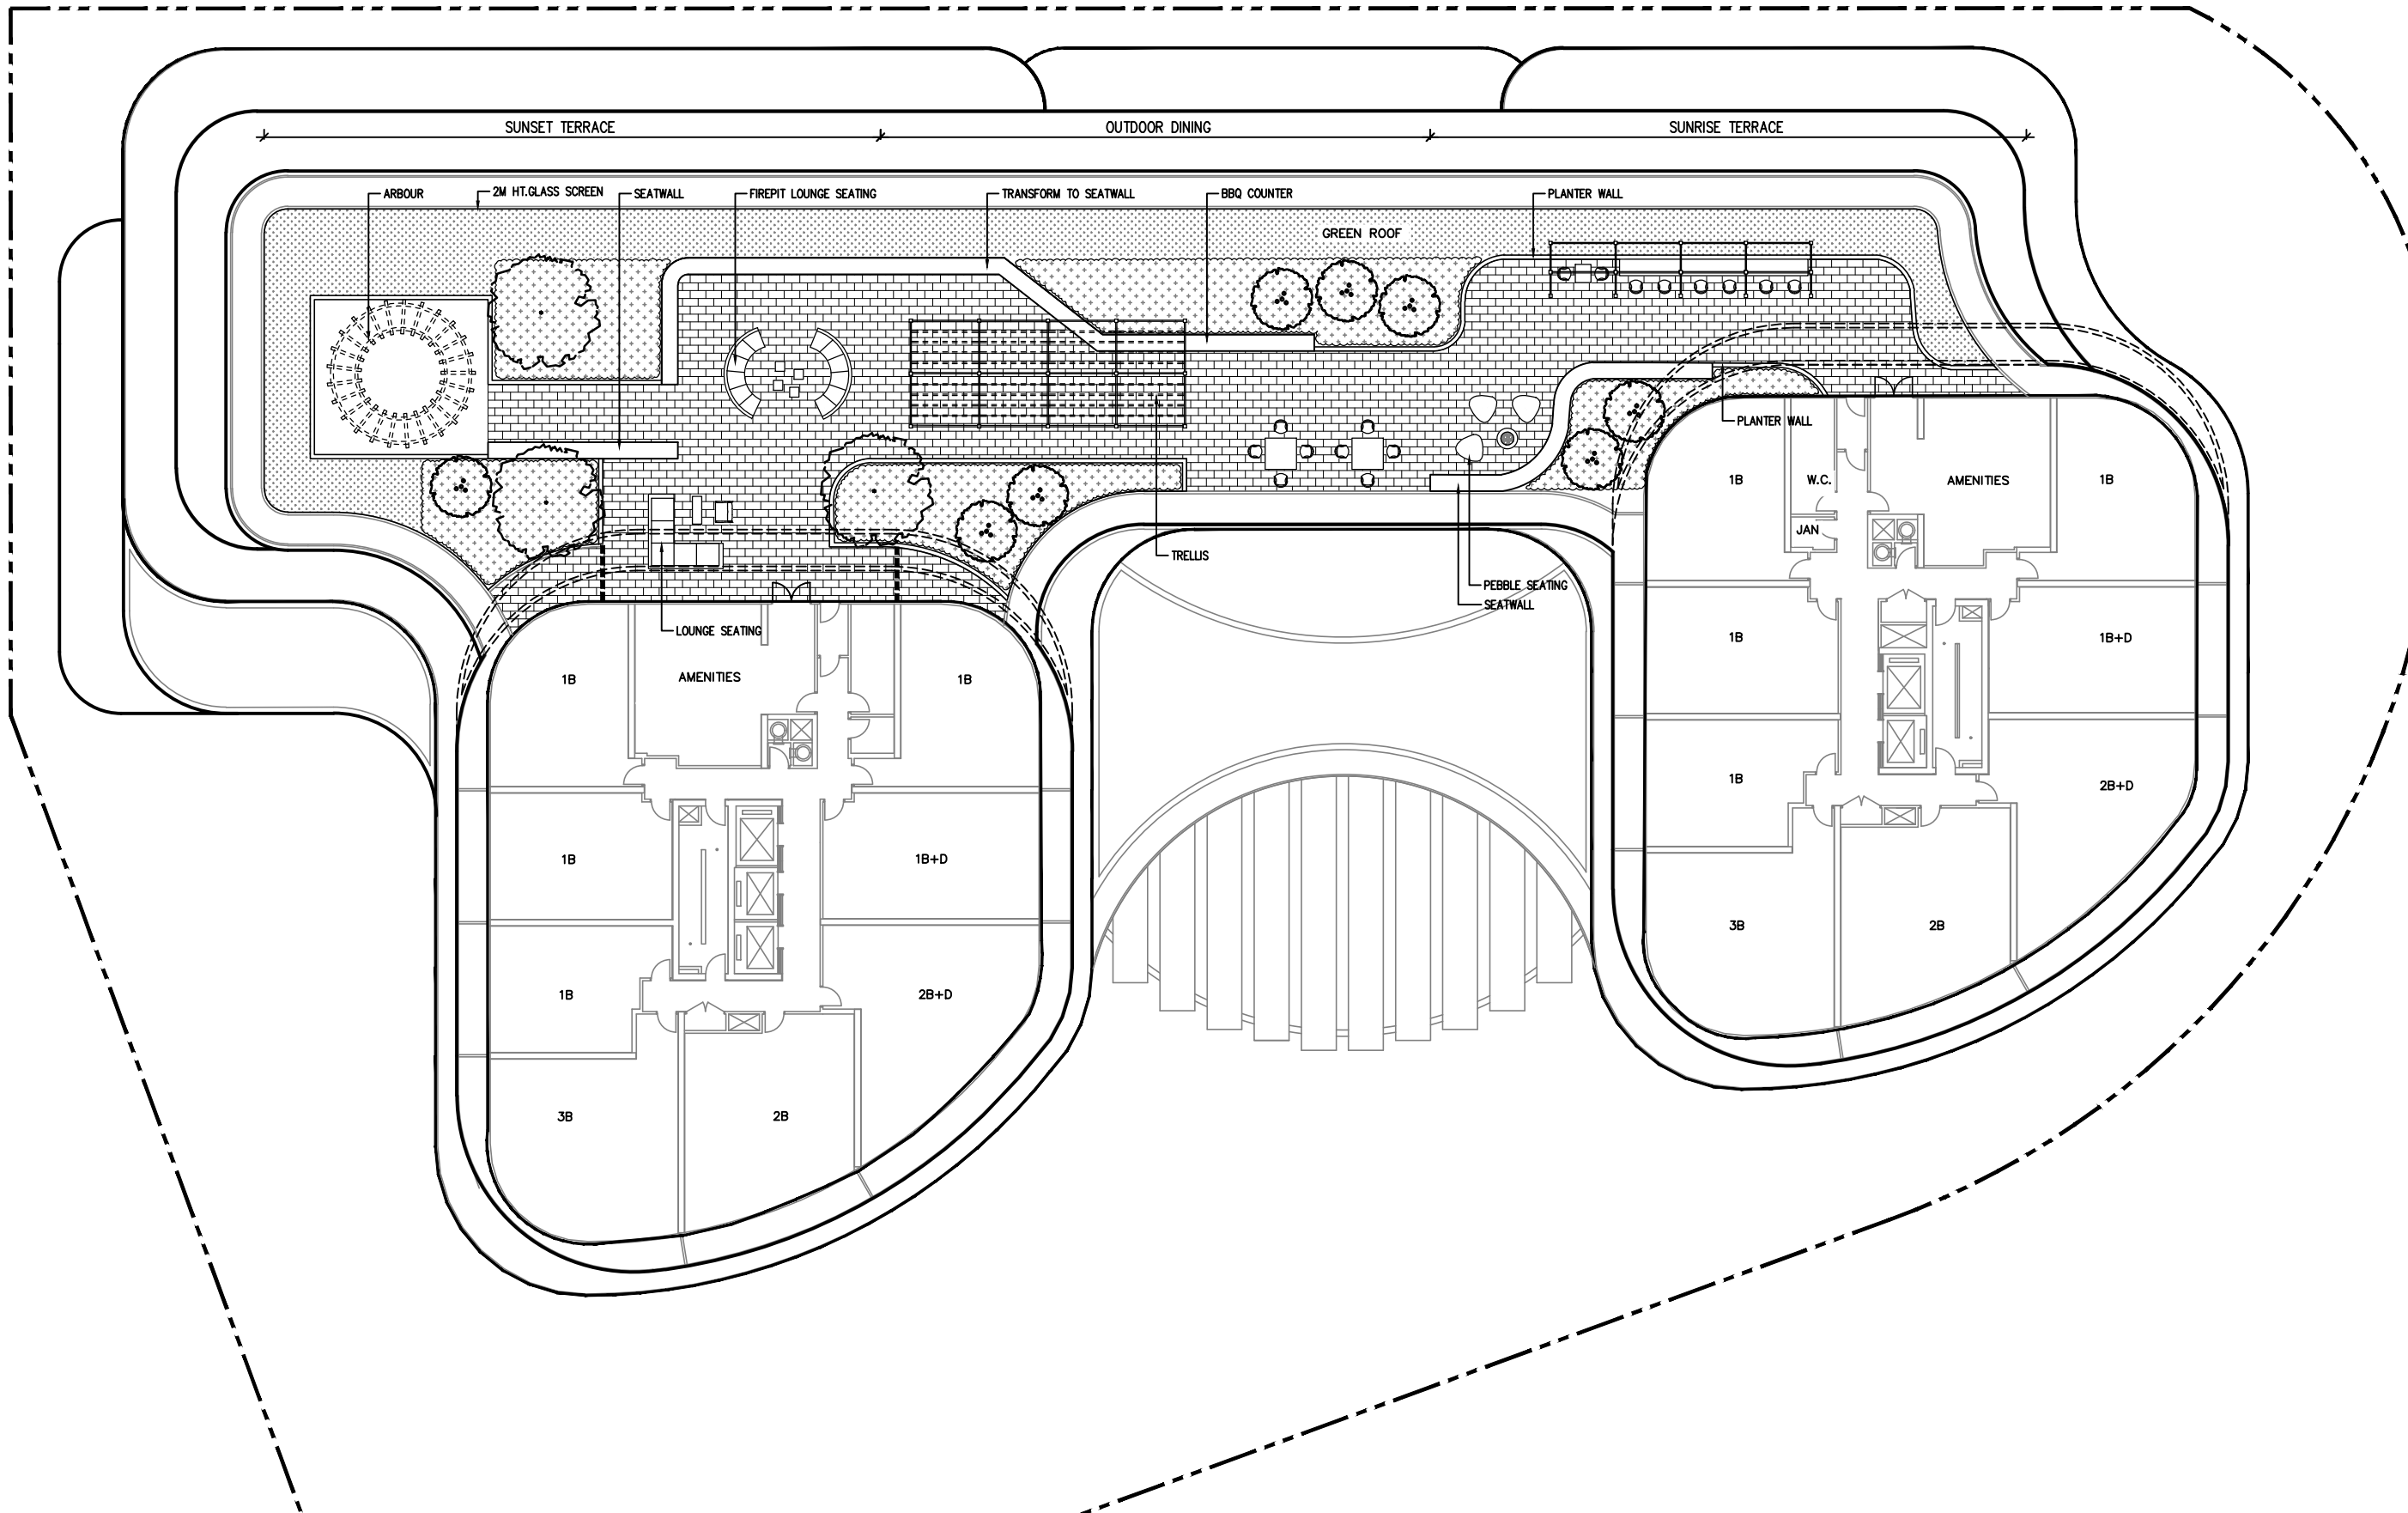 SUNSET TERRACE
OUTDOOR DINING
SUNRISE TERRACE
ARBOUR
2M HT.GLASS SCREEN
SEATWALL
FIREPIT LOUNGE SEATING
TRANSFORM TO SEATWALL
BBQ COUNTER
PLANTER WALL
GREEN ROOF
PLANTER WALL
1B
W.C.
AMENITIES
1B
JAN
TRELLIS
PEBBLE SEATING
SEATWALL
LOUNGE SEATING
1B
1B+D
1B
AMENITIES
1B
1B
2B+D
1B
1B+D
3B
2B
1B
2B+D
3B
2B